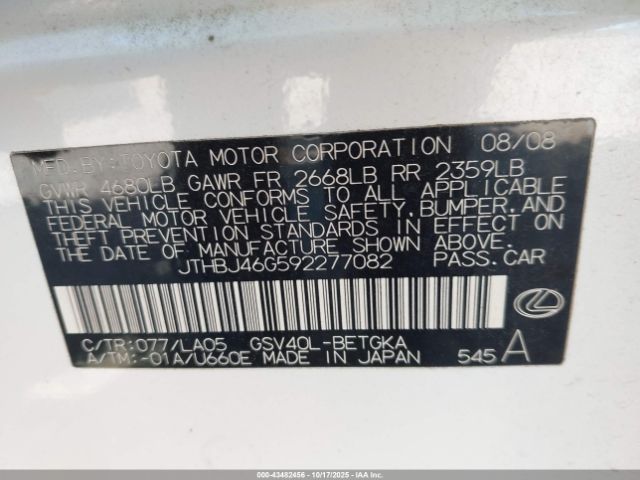 MFD.BY:TOYOTA MOTOR CORPORATION 08/08
GVWR 4680LB GAWR FR 2668LB RR 2359LB
THIS VEHICLE CONFORMS TO ALL APPLICABLE
FEDERAL MOTOR VEHICLE SAFETY,BUMPER,AND
THEFT PREVENTION STANDARDS IN EFFECT ON
THE DATE OF MANUFACTURE SHOWN ABOVE.
JTHBJ46G592277082 PASS.CAR
C/TR:077/LA05 GSV40L-BETGKA
A/TM:-01A/U660E MADE IN JAPAN 545 A
000-43482456 - 10/17/2025 - IAAI.COM